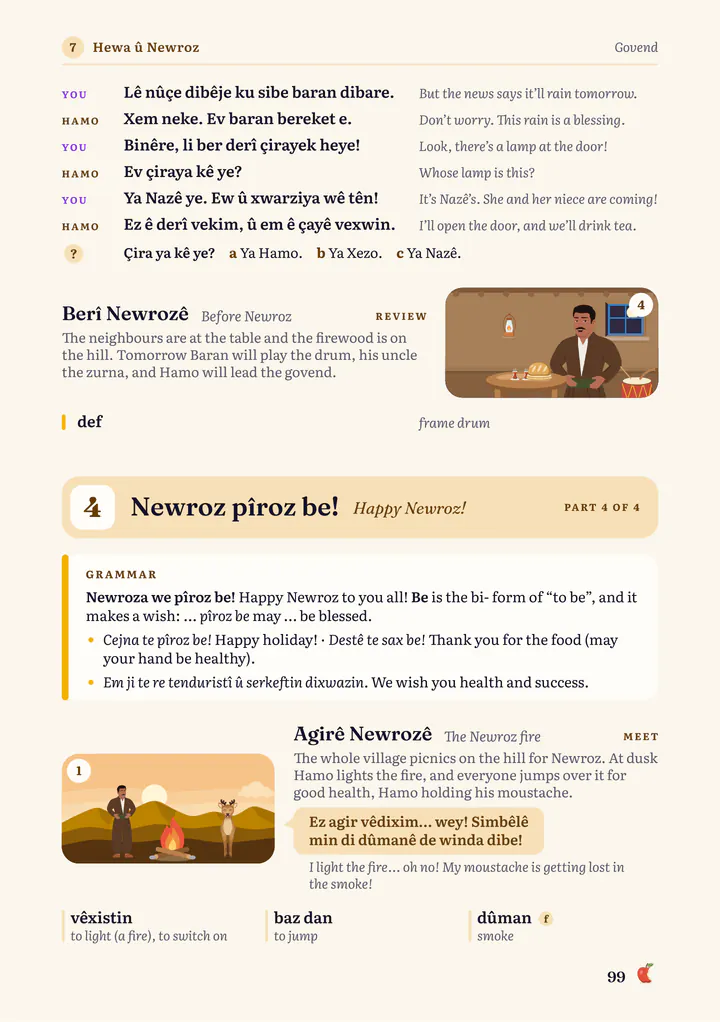 7 Hewa û Newroz Govend
YOU Lê nûçe dibêje ku sibe baran dibare. But the news says it’ll rain tomorrow.
HAMO Xem neke. Ev baran bereket e. Don’t worry. This rain is a blessing.
YOU Binêre, li ber derî çirayek heye! Look, there’s a lamp at the door!
HAMO Ev çiraya kê ye? Whose lamp is this?
YOU Ya Nazê ye. Ew û xwarziya wê tên! It’s Nazê’s. She and her niece are coming!
HAMO Ez ê derî vekim, û em ê çayê vexwin. I’ll open the door, and we’ll drink tea.
? Çira ya kê ye? a Ya Hamo. b Ya Xezo. c Ya Nazê.
Berî Newrozê Before Newroz REVIEW
The neighbours are at the table and the firewood is on
the hill. Tomorrow Baran will play the drum, his uncle
the zurna, and Hamo will lead the govend.
4
def frame drum
4 Newroz pîroz be! Happy Newroz! PART 4 OF 4
GRAMMAR
Newroza we pîroz be! Happy Newroz to you all! Be is the bi- form of “to be”, and it
makes a wish: … pîroz be may … be blessed.
• Cejna te pîroz be! Happy holiday! · Destê te sax be! Thank you for the food (may
your hand be healthy).
• Em ji te re tenduristî û serkeftin dixwazin. We wish you health and success.
Agirê Newrozê The Newroz fire MEET
The whole village picnics on the hill for Newroz. At dusk
Hamo lights the fire, and everyone jumps over it for
good health, Hamo holding his moustache.
1
Ez agir vêdixim… wey! Simbêlê
min di dûmanê de winda dibe!
I light the fire… oh no! My moustache is getting lost in
the smoke!
vêxistin baz dan dûman f
to light (a fire), to switch on to jump smoke
99